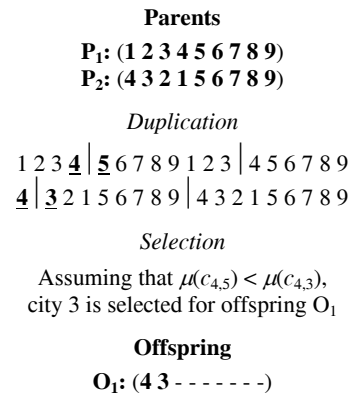 Parents
P₁: (1 2 3 4 5 6 7 8 9)
P₂: (4 3 2 1 5 6 7 8 9)
Duplication
1 2 3 4 | 5 6 7 8 9 1 2 3 | 4 5 6 7 8 9
4 | 3 2 1 5 6 7 8 9 | 4 3 2 1 5 6 7 8 9
Selection
Assuming that μ(c₄,₅) < μ(c₄,₃),
city 3 is selected for offspring O₁
Offspring
O₁: (4 3 - - - - - - -)